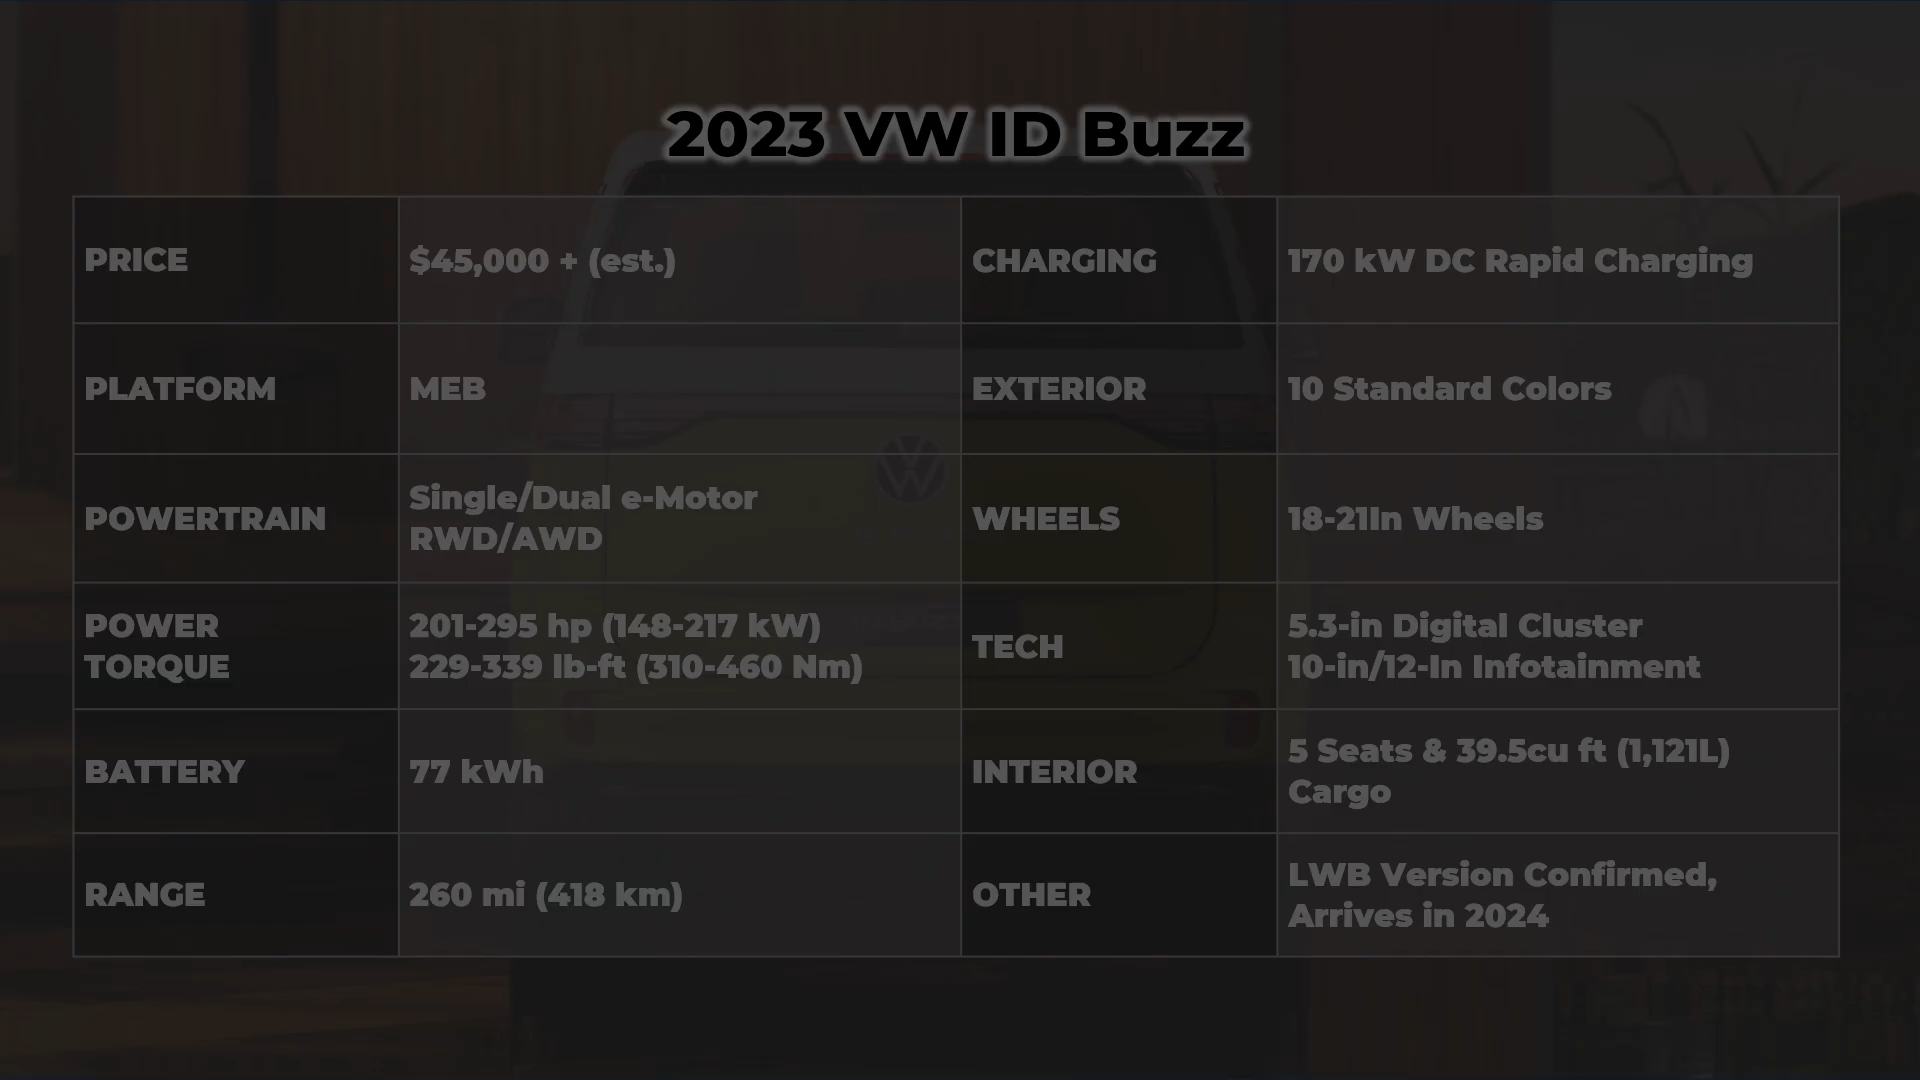 2023 VW ID Buzz
PRICE
$45,000 + (est.)
CHARGING
170 kW DC Rapid Charging
PLATFORM
MEB
EXTERIOR
10 Standard Colors
POWERTRAIN
Single/Dual e-Motor
RWD/AWD
WHEELS
18-21In Wheels
POWER
TORQUE
201-295 hp (148-217 kW)
229-339 lb-ft (310-460 Nm)
TECH
5.3-in Digital Cluster
10-in/12-In Infotainment
BATTERY
77 kWh
INTERIOR
5 Seats & 39.5cu ft (1,121L)
Cargo
RANGE
260 mi (418 km)
OTHER
LWB Version Confirmed,
Arrives in 2024